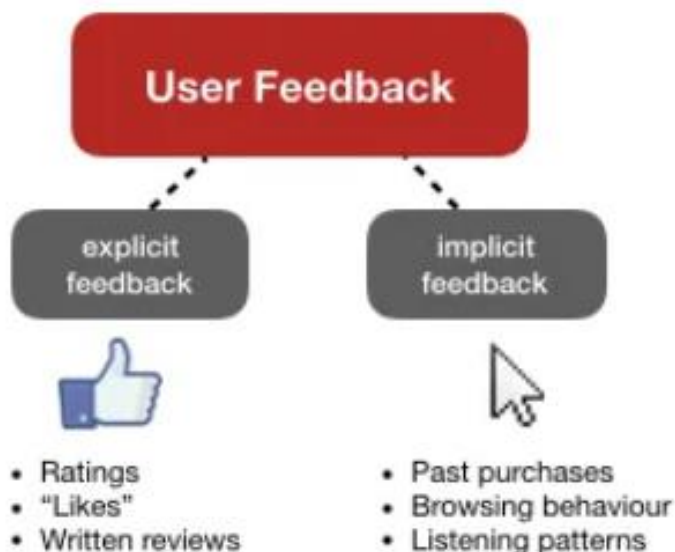 User Feedback
explicit
feedback
implicit
feedback
• Ratings
• “Likes”
• Written reviews
• Past purchases
• Browsing behaviour
• Listening patterns